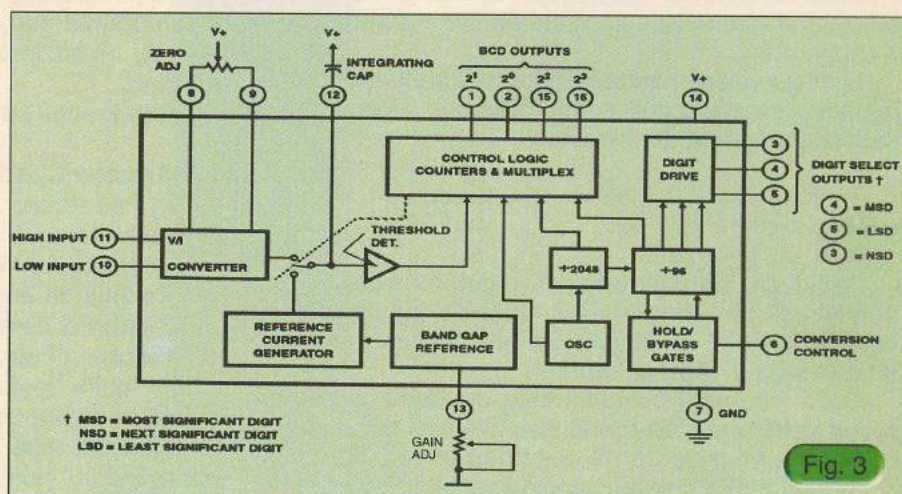 V+
ZERO ADJ
8
9
V+
INTEGRATING CAP
12
BCD OUTPUTS
2¹
2⁰
2²
2³
1
2
15
16
V+
14
CONTROL LOGIC
COUNTERS & MULTIPLEX
DIGIT
DRIVE
3
4
5
DIGIT SELECT
OUTPUTS †
4 = MSD
5 = LSD
3 = NSD
HIGH INPUT
11
LOW INPUT
10
V/I
CONVERTER
THRESHOLD
DET.
÷2048
÷96
REFERENCE
CURRENT
GENERATOR
BAND GAP
REFERENCE
OSC
HOLD/
BYPASS
GATES
6
CONVERSION
CONTROL
13
7
GND
† MSD = MOST SIGNIFICANT DIGIT
NSD = NEXT SIGNIFICANT DIGIT
LSD = LEAST SIGNIFICANT DIGIT
GAIN
ADJ
Fig. 3